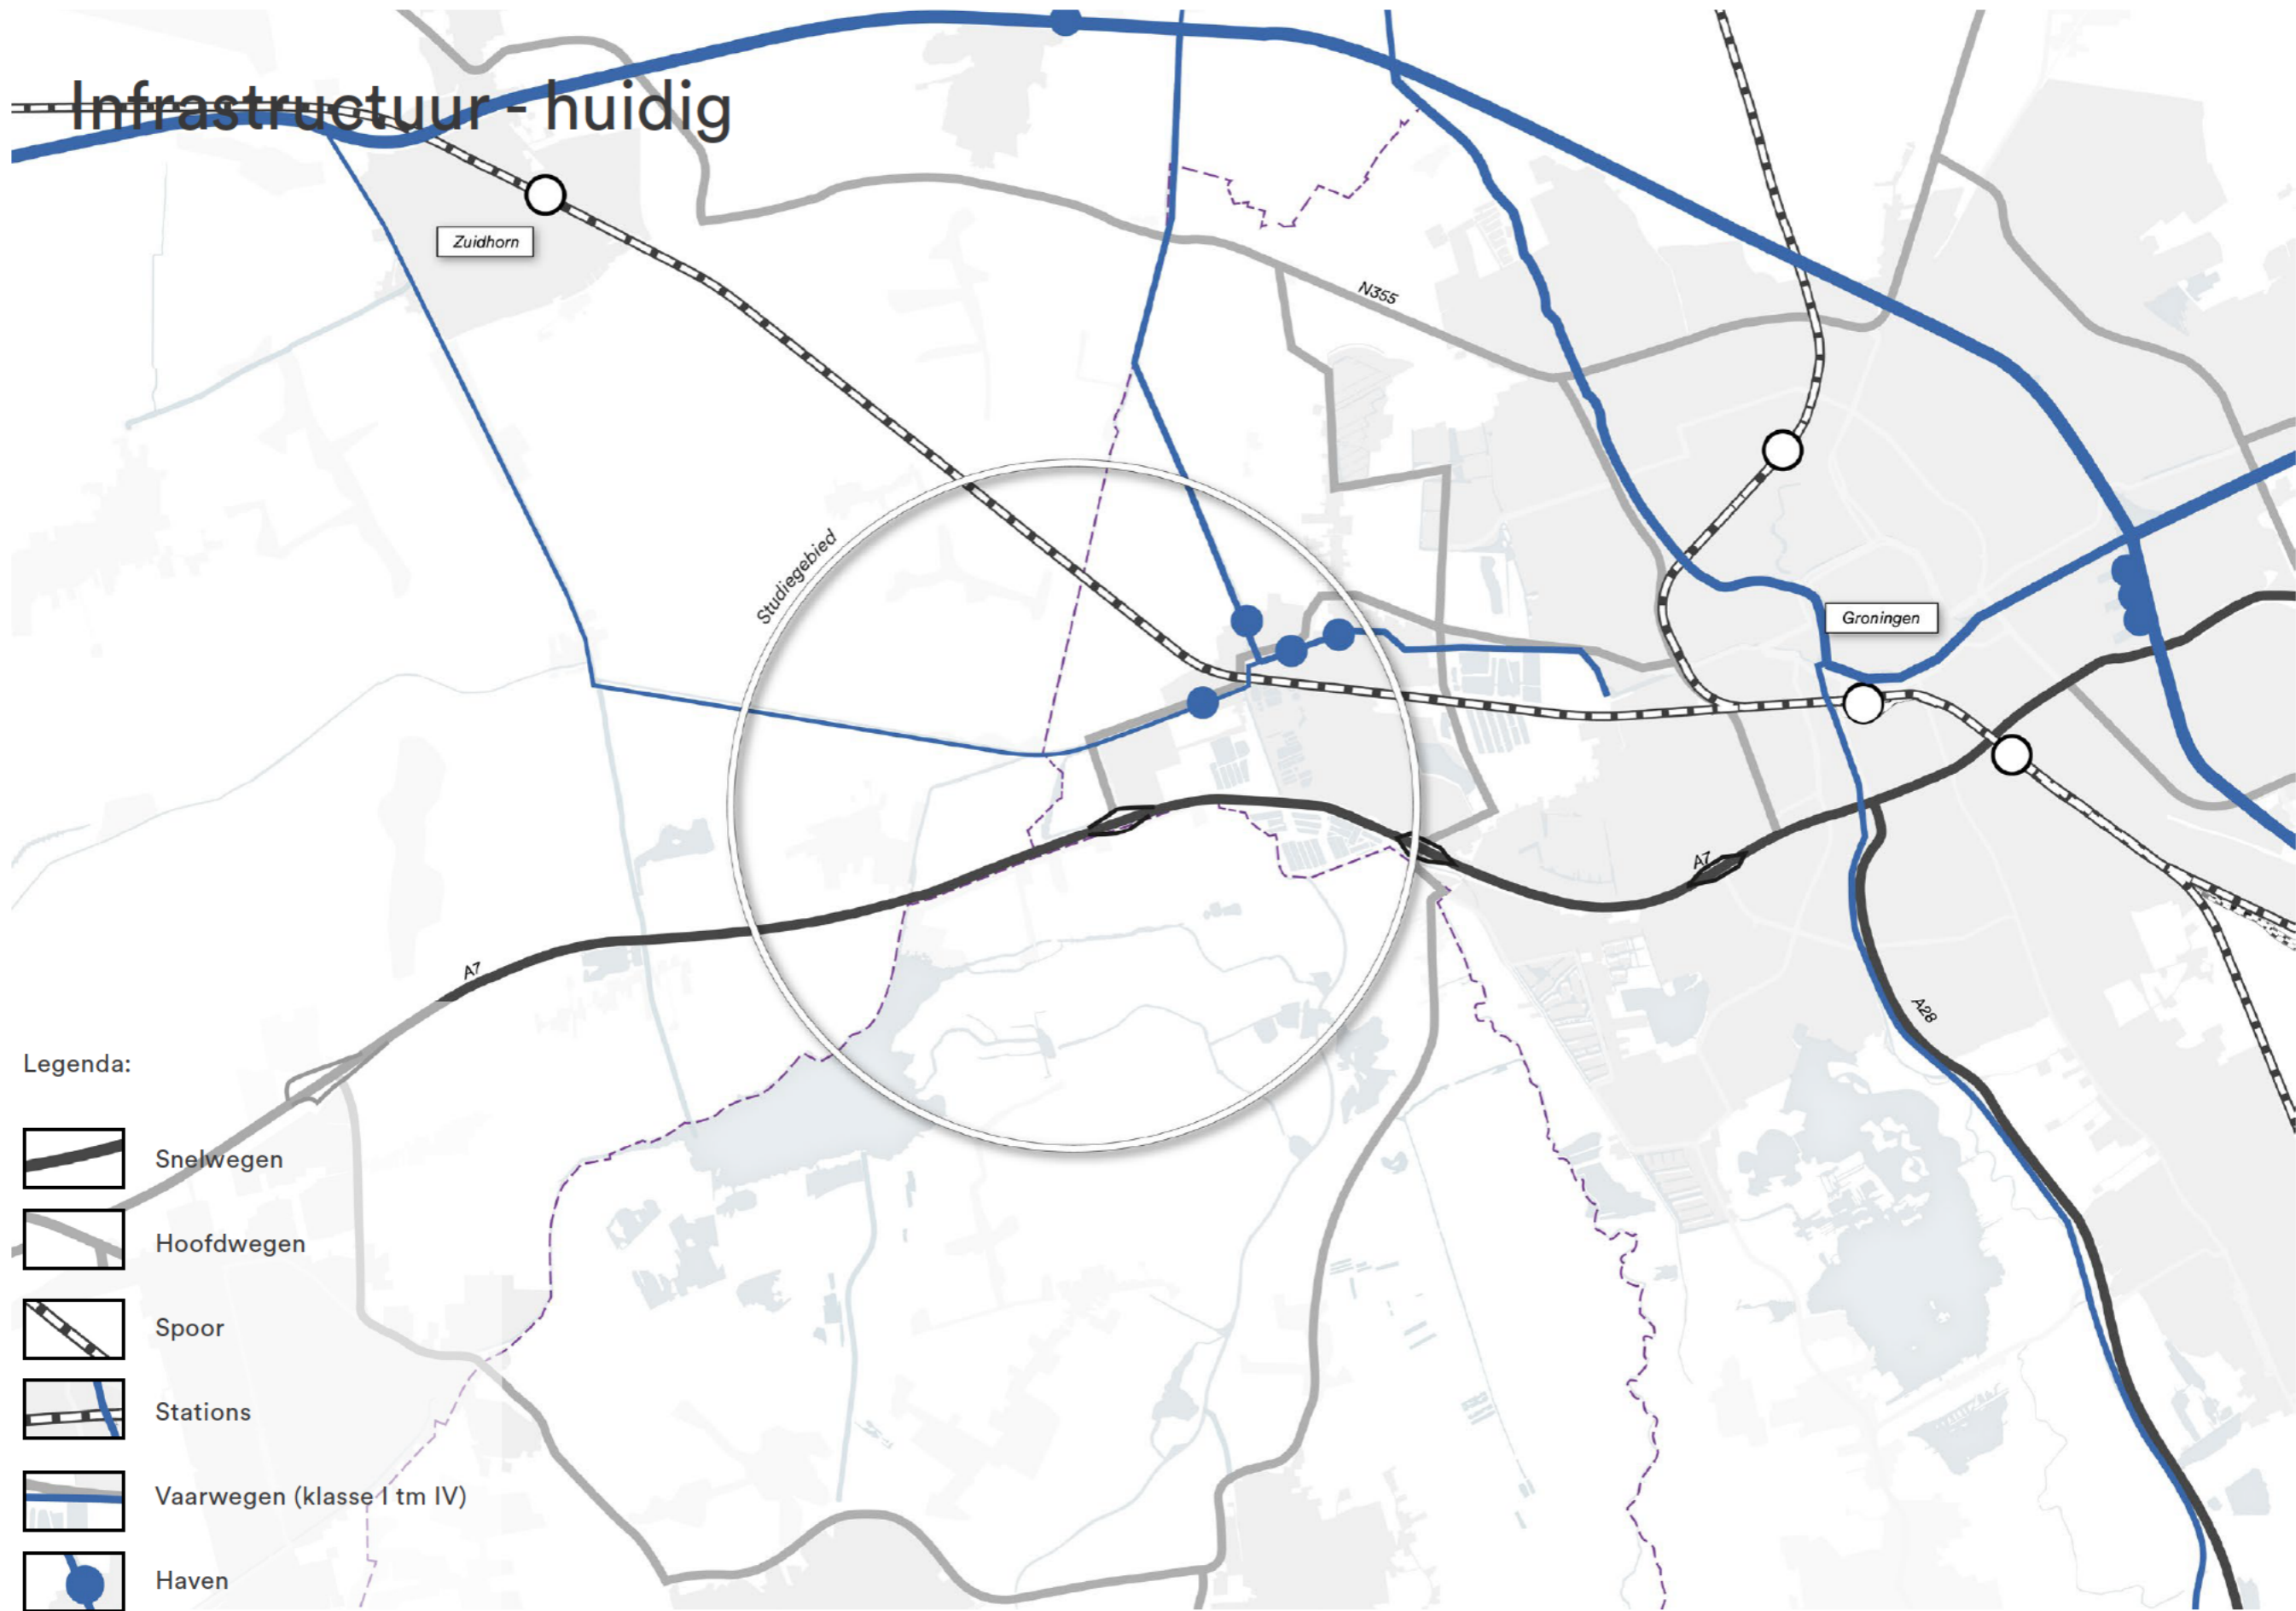 Infrastructuur - huidig
Zuidhorn
N355
Studiegebied
Groningen
A7
A7
A28
Legenda:
Snelwegen
Hoofdwegen
Spoor
Stations
Vaarwegen (klasse I tm IV)
Haven